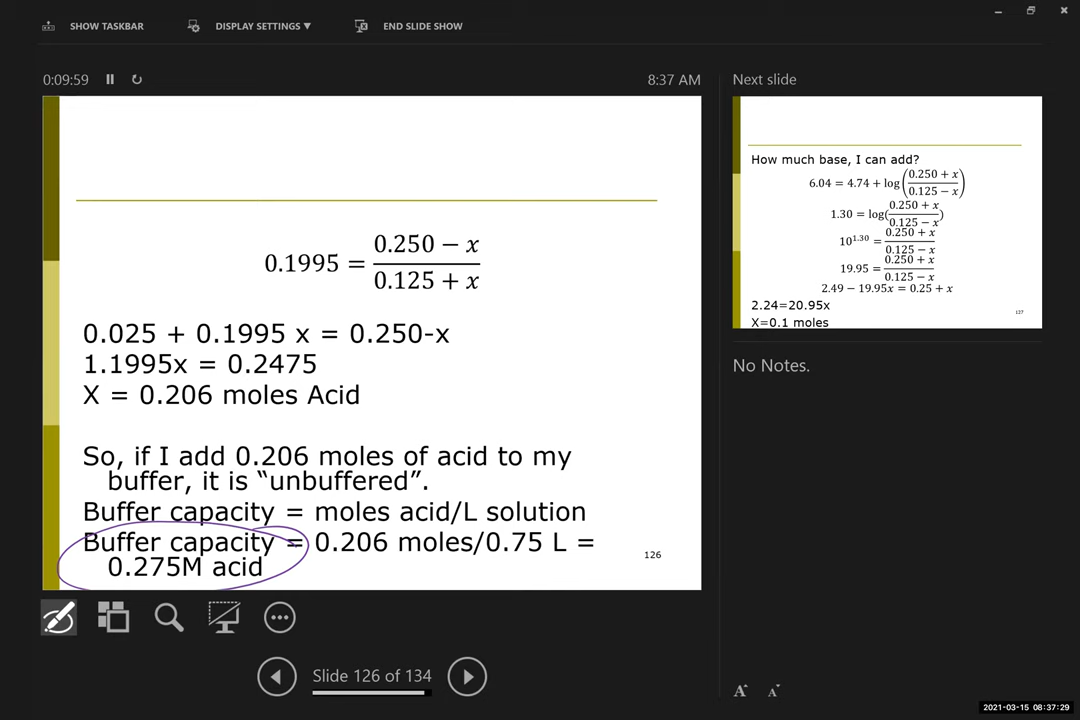 SHOW TASKBAR
DISPLAY SETTINGS ▼
END SLIDE SHOW
0:09:59
8:37 AM
0.1995 = (0.250 − x)/(0.125 + x)
0.025 + 0.1995 x = 0.250-x
1.1995x = 0.2475
X = 0.206 moles Acid
So, if I add 0.206 moles of acid to my
buffer, it is “unbuffered”.
Buffer capacity = moles acid/L solution
Buffer capacity = 0.206 moles/0.75 L =
0.275M acid
126
Slide 126 of 134
Next slide
How much base, I can add?
6.04 = 4.74 + log((0.250 + x)/(0.125 − x))
1.30 = log((0.250 + x)/(0.125 − x))
10^1.30 = (0.250 + x)/(0.125 − x)
19.95 = (0.250 + x)/(0.125 − x)
2.49 − 19.95x = 0.25 + x
2.24=20.95x
X=0.1 moles
127
No Notes.
A A
2021-03-15 08:37:29